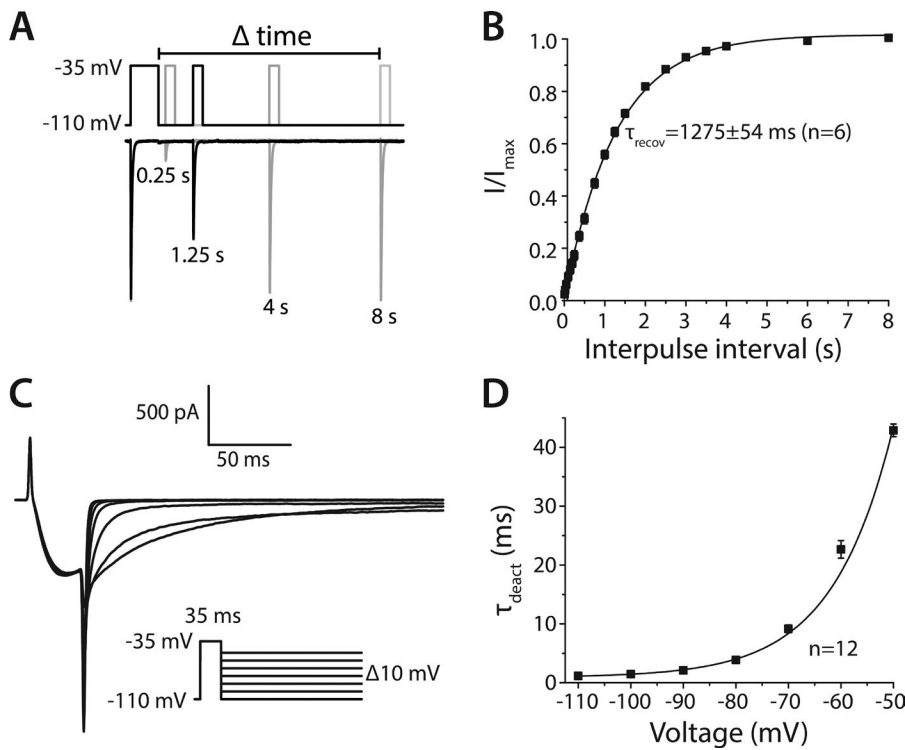 A
Δ time
-35 mV
-110 mV
0.25 s
1.25 s
4 s
8 s
B
1.0
0.8
0.6
0.4
0.2
0.0
I/Imax
τrecov=1275±54 ms (n=6)
0 1 2 3 4 5 6 7 8
Interpulse interval (s)
C
500 pA
50 ms
35 ms
-35 mV
Δ10 mV
-110 mV
D
40
30
20
10
0
τdeact (ms)
n=12
-110 -100 -90 -80 -70 -60 -50
Voltage (mV)